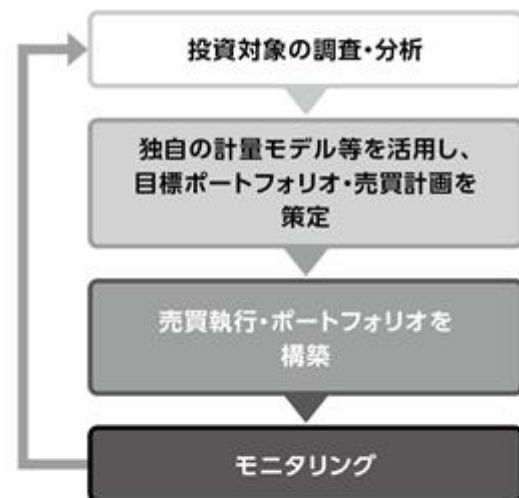 投資対象の調査・分析
独自の計量モデル等を活用し、
目標ポートフォリオ・売買計画を
策定
売買執行・ポートフォリオを
構築
モニタリング